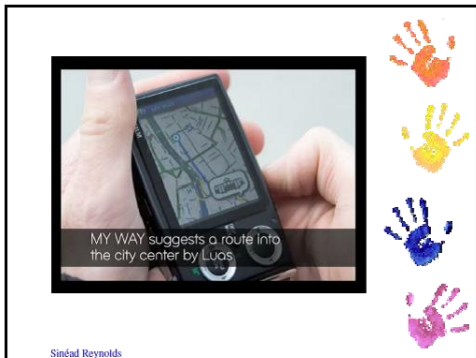 MY WAY suggests a route into
the city center by Luas
Sinéad Reynolds